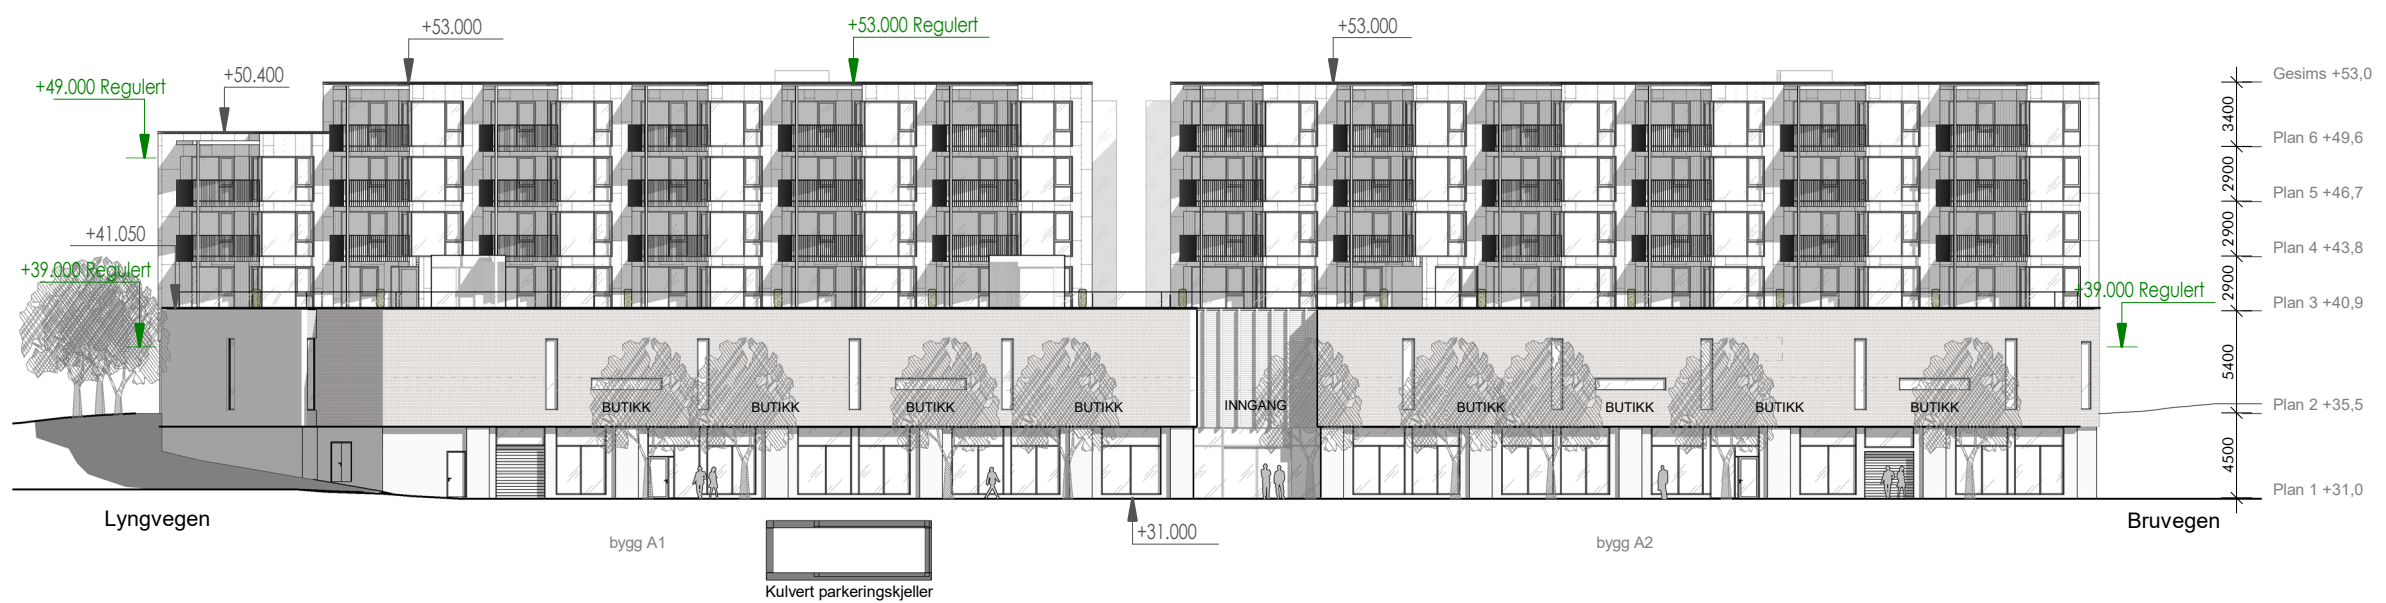 +53.000
+53.000 Regulert
+53.000
+50.400
+49.000 Regulert
Gesims +53,0
3400
Plan 6 +49,6
2900
Plan 5 +46,7
2900
Plan 4 +43,8
2900
Plan 3 +40,9
+41.050
+39.000 Regulert
+39.000 Regulert
5400
Plan 2 +35,5
BUTIKK
BUTIKK
BUTIKK
BUTIKK
INNGANG
BUTIKK
BUTIKK
BUTIKK
BUTIKK
4500
Plan 1 +31,0
Lyngvegen
Bruvegen
+31.000
bygg A1
bygg A2
Kulvert parkeringskjeller